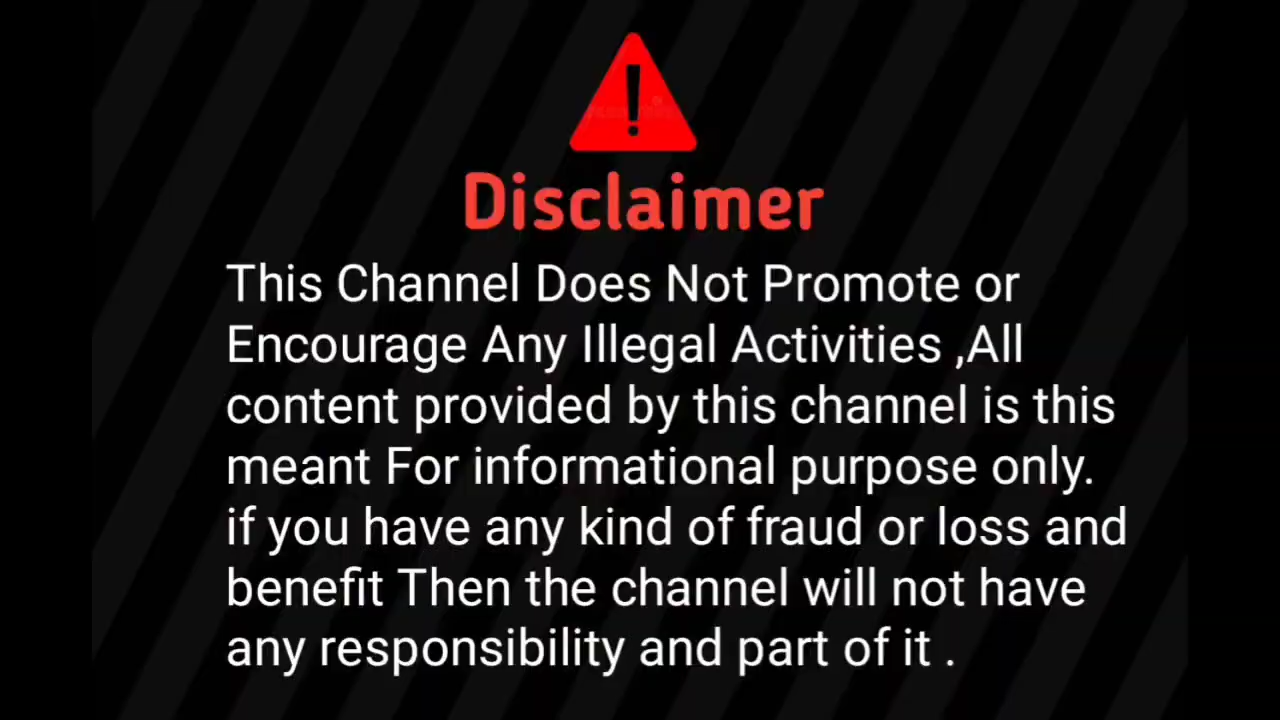 Disclaimer
This Channel Does Not Promote or
Encourage Any Illegal Activities ,All
content provided by this channel is this
meant For informational purpose only.
if you have any kind of fraud or loss and
benefit Then the channel will not have
any responsibility and part of it .